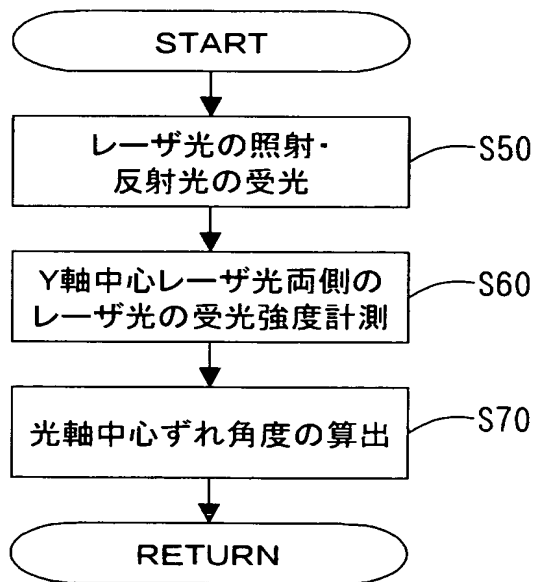 START
レーザ光の照射・
反射光の受光
S50
Y軸中心レーザ光両側の
レーザ光の受光強度計測
S60
光軸中心ずれ角度の算出
S70
RETURN